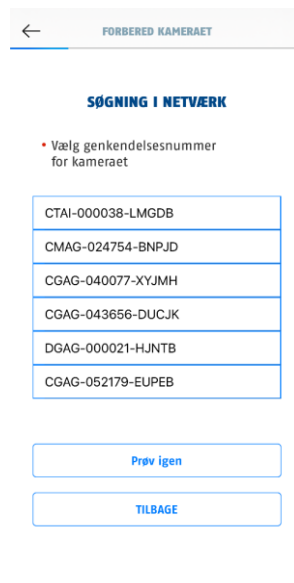 FORBERED KAMERAET
SØGNING I NETVÆRK
• Vælg genkendelsesnummer
for kameraet
CTAI-000038-LMGDB
CMAG-024754-BNPJD
CGAG-040077-XYJMH
CGAG-043656-DUCJK
DGAG-000021-HJNTB
CGAG-052179-EUPEB
Prøv igen
TILBAGE